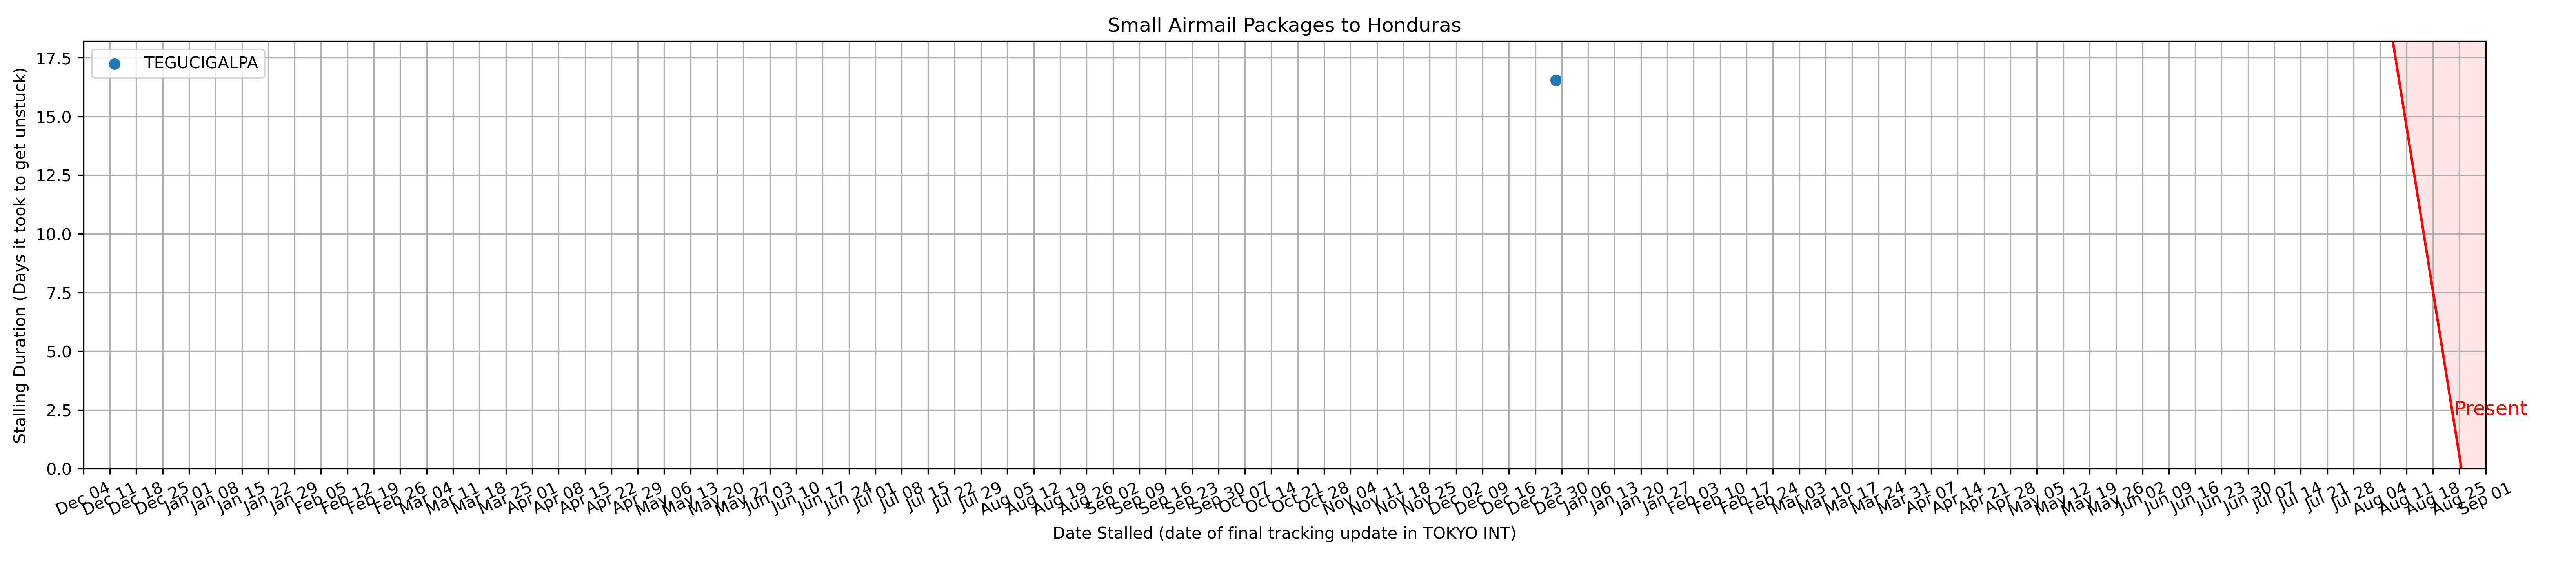 Small Airmail Packages to Honduras
TEGUCIGALPA
Stalling Duration (Days it took to get unstuck)
17.5
15.0
12.5
10.0
7.5
5.0
2.5
0.0
Present
Dec 04
Dec 11
Dec 18
Dec 25
Jan 01
Jan 08
Jan 15
Jan 22
Jan 29
Feb 05
Feb 12
Feb 19
Feb 26
Mar 04
Mar 11
Mar 18
Mar 25
Apr 01
Apr 08
Apr 15
Apr 22
Apr 29
May 06
May 13
May 20
May 27
Jun 03
Jun 10
Jun 17
Jun 24
Jul 01
Jul 08
Jul 15
Jul 22
Jul 29
Aug 05
Aug 12
Aug 19
Aug 26
Sep 02
Sep 09
Sep 16
Sep 23
Sep 30
Oct 07
Oct 14
Oct 21
Oct 28
Nov 04
Nov 11
Nov 18
Nov 25
Dec 02
Dec 09
Dec 16
Dec 23
Dec 30
Jan 06
Jan 13
Jan 20
Jan 27
Feb 03
Feb 10
Feb 17
Feb 24
Mar 03
Mar 10
Mar 17
Mar 24
Mar 31
Apr 07
Apr 14
Apr 21
Apr 28
May 05
May 12
May 19
May 26
Jun 02
Jun 09
Jun 16
Jun 23
Jun 30
Jul 07
Jul 14
Jul 21
Jul 28
Aug 04
Aug 11
Aug 18
Aug 25
Sep 01
Date Stalled (date of final tracking update in TOKYO INT)